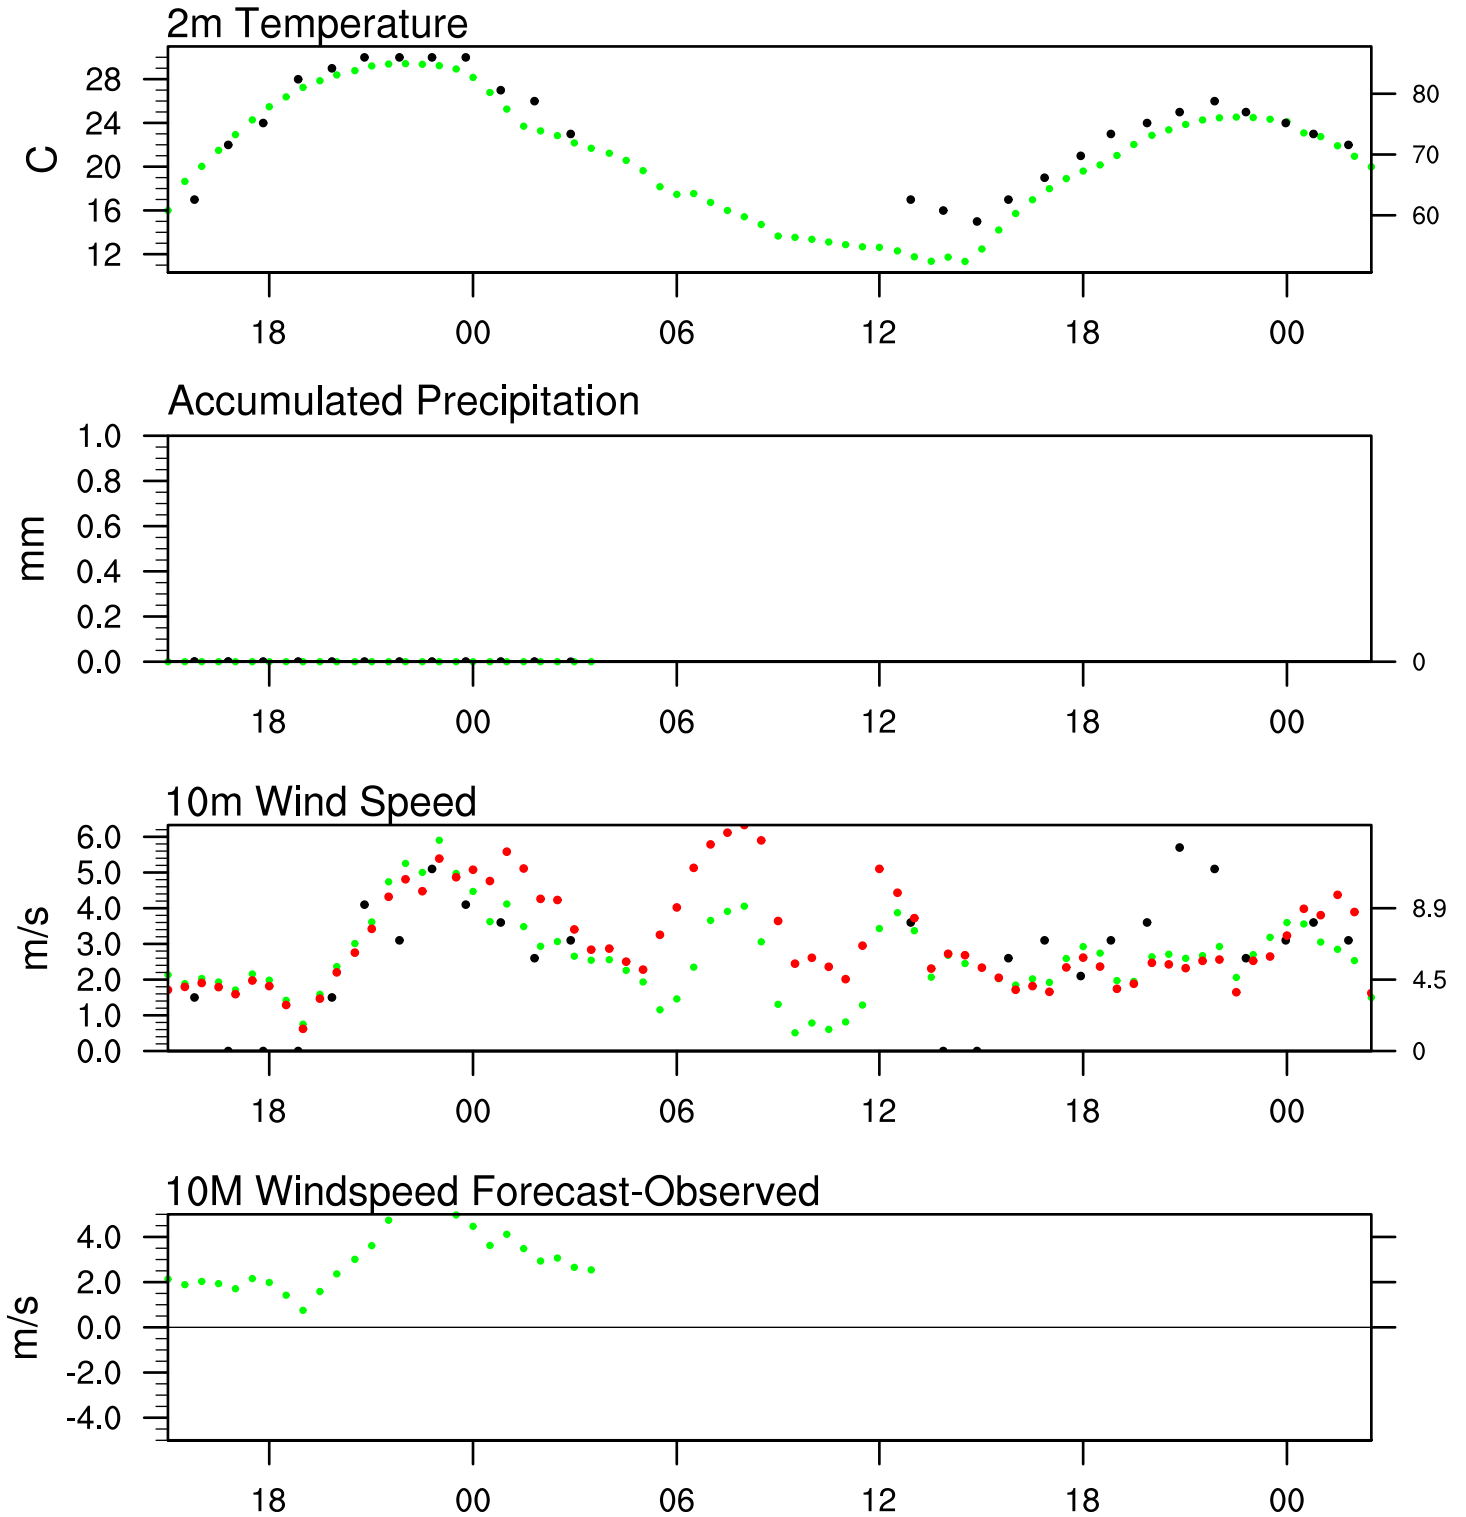 2m Temperature
28
24
20
16
12
C
80
70
60
18 00 06 12 18 00
Accumulated Precipitation
1.0
0.8
0.6
0.4
0.2
0.0
mm
0
18 00 06 12 18 00
10m Wind Speed
6.0
5.0
4.0
3.0
2.0
1.0
0.0
m/s
8.9
4.5
0
18 00 06 12 18 00
10M Windspeed Forecast-Observed
4.0
2.0
0.0
-2.0
-4.0
m/s
18 00 06 12 18 00